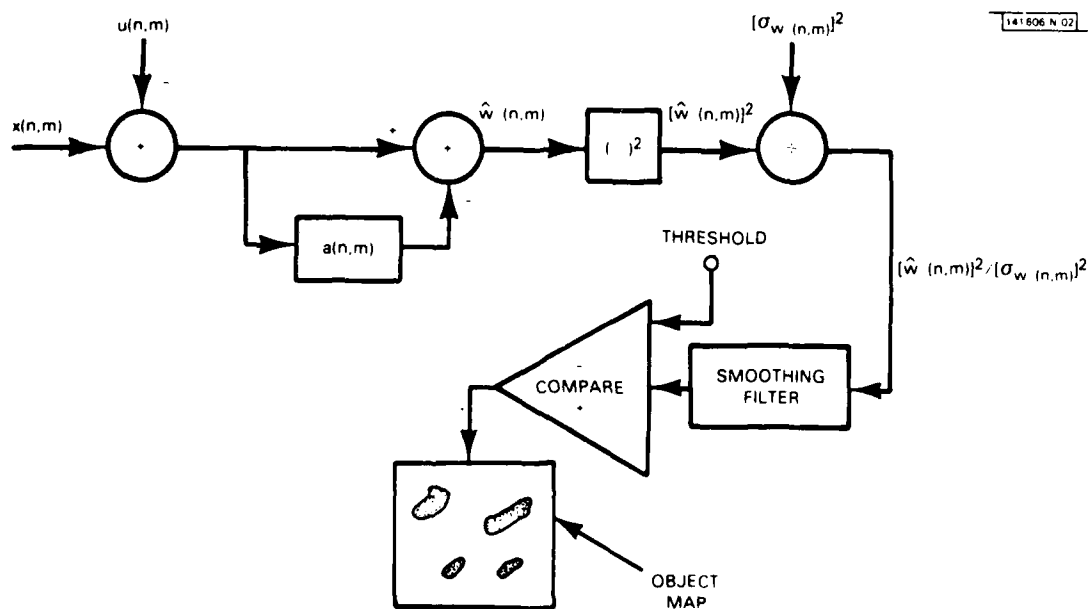 u(n,m)
[σw (n,m)]²
141606 N 02
x(n,m)
+
-
+
+
-
ŵ (n,m)
( )²
[ŵ (n,m)]²
÷
a(n,m)
THRESHOLD
[ŵ (n,m)]²/[σw (n,m)]²
-
COMPARE
+
SMOOTHING
FILTER
OBJECT
MAP